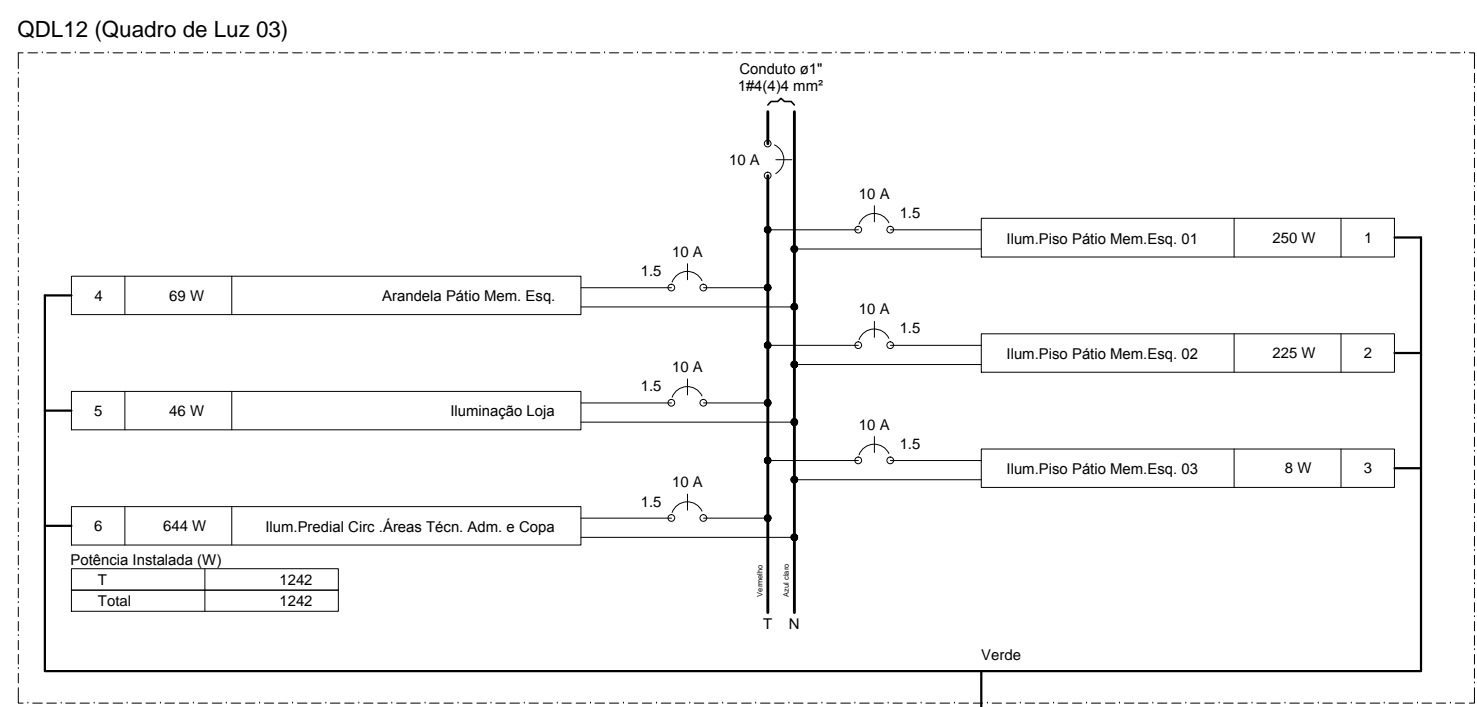 QDL12 (Quadro de Luz 03)
Conduto ø1"
1#4(4)4 mm²
10 A
10 A
1.5
Ilum.Piso Pátio Mem.Esq. 01 250 W 1
10 A
1.5
4 69 W Arandela Pátio Mem. Esq.
10 A
1.5
Ilum.Piso Pátio Mem.Esq. 02 225 W 2
10 A
1.5
5 46 W Iluminação Loja
10 A
1.5
Ilum.Piso Pátio Mem.Esq. 03 8 W 3
10 A
1.5
6 644 W Ilum.Predial Circ .Áreas Técn. Adm. e Copa
Potência Instalada (W)
T 1242
Total 1242
Vermelho
Azul claro
T N
Verde